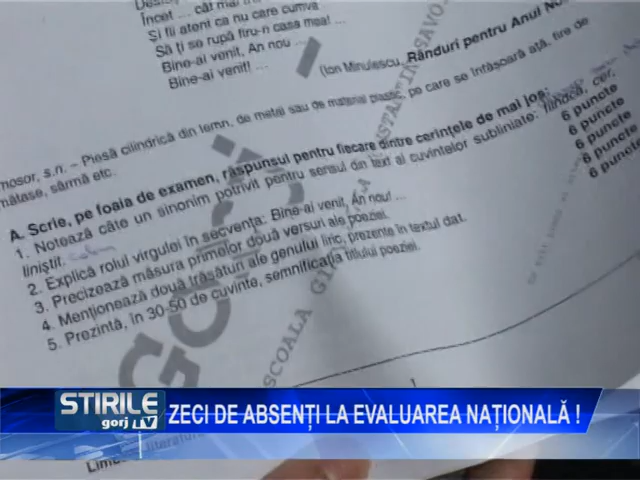 Încet ... cât mai
Și fii atent ca nu care cumva
Să ți se rupă firu-n casa mea! ...
Bine-ai venit, An nou ...
Bine-ai venit! ...
(Ion Minulescu, Rânduri pentru Anul No
mosor, s.n. – Piesă cilindrică din lemn, de metal sau de material plastic, pe care se înfășoară ață, fire de
mătase, sârmă etc.
A. Scrie, pe foaia de examen, răspunsul pentru fiecare dintre cerințele de mai jos:
1. Notează câte un sinonim potrivit pentru sensul din text al cuvintelor subliniate: fiindcă, cer,
liniștit. 6 puncte
2. Explică rolul virgulei în secvența: Bine-ai venit, An nou! ... 6 puncte
3. Precizează măsura primelor două versuri ale poeziei. 6 puncte
4. Menționează două trăsături ale genului liric, prezente în textul dat. 6 puncte
5. Prezintă, în 30-50 de cuvinte, semnificația titlului poeziei. 6 puncte
Gorj
ȘCOALA GI
STIRILE
gorj TV
ZECI DE ABSENȚI LA EVALUAREA NAȚIONALĂ !